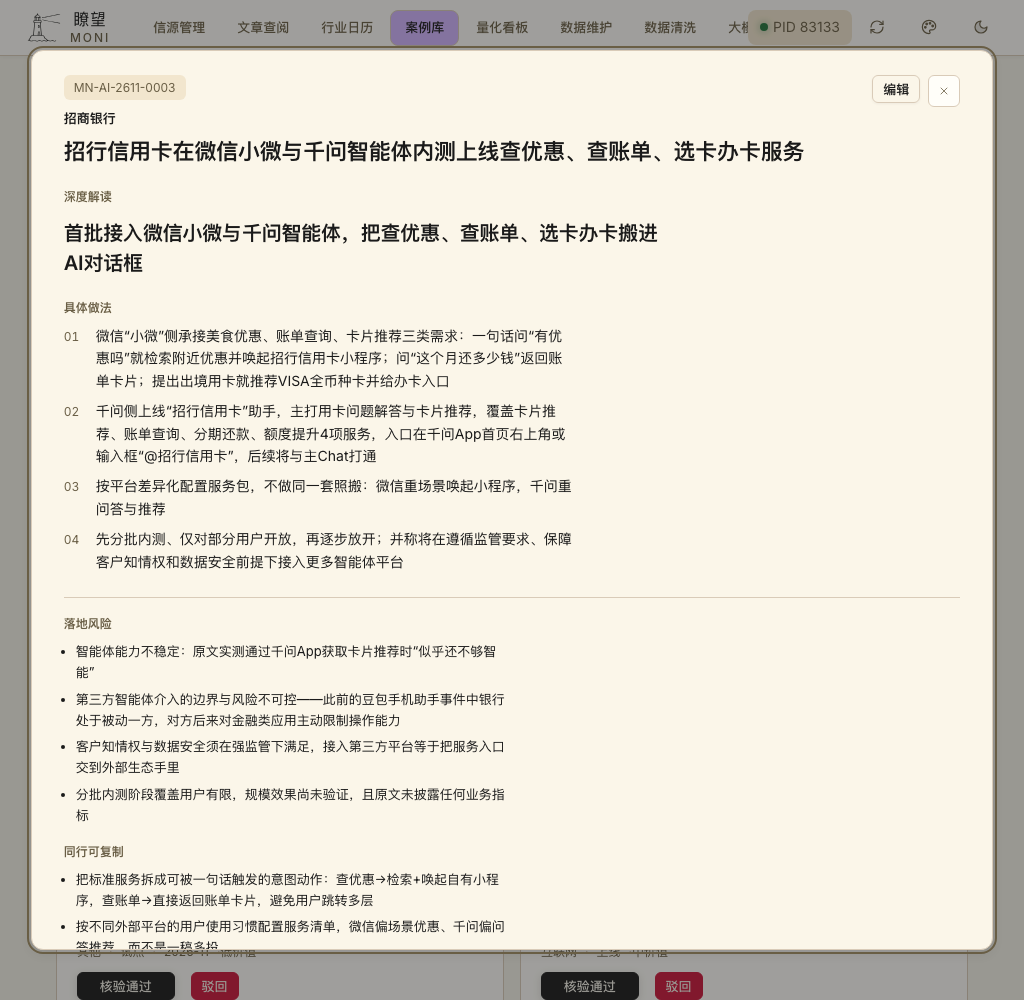 瞭望
MONI
信源管理
文章查阅
行业日历
案例库
量化看板
数据维护
数据清洗
大模
PID 83133
MN-AI-2611-0003
编辑
×
招商银行
招行信用卡在微信小微与千问智能体内测上线查优惠、查账单、选卡办卡服务
深度解读
首批接入微信小微与千问智能体，把查优惠、查账单、选卡办卡搬进
AI对话框
具体做法
01 微信“小微”侧承接美食优惠、账单查询、卡片推荐三类需求：一句话问“有优
惠吗”就检索附近优惠并唤起招行信用卡小程序；问“这个月还多少钱”返回账
单卡片；提出出境用卡就推荐VISA全币种卡并给办卡入口
02 千问侧上线“招行信用卡”助手，主打用卡问题解答与卡片推荐，覆盖卡片推
荐、账单查询、分期还款、额度提升4项服务，入口在千问App首页右上角或
输入框“@招行信用卡”，后续将与主Chat打通
03 按平台差异化配置服务包，不做同一套照搬：微信重场景唤起小程序，千问重
问答与推荐
04 先分批内测、仅对部分用户开放，再逐步放开；并称将在遵循监管要求、保障
客户知情权和数据安全前提下接入更多智能体平台
落地风险
• 智能体能力不稳定：原文实测通过千问App获取卡片推荐时“似乎还不够智
能”
• 第三方智能体介入的边界与风险不可控——此前的豆包手机助手事件中银行
处于被动一方，对方后来对金融类应用主动限制操作能力
• 客户知情权与数据安全须在强监管下满足，接入第三方平台等于把服务入口
交到外部生态手里
• 分批内测阶段覆盖用户有限，规模效果尚未验证，且原文未披露任何业务指
标
同行可复制
• 把标准服务拆成可被一句话触发的意图动作：查优惠→检索+唤起自有小程
序，查账单→直接返回账单卡片，避免用户跳转多层
• 按不同外部平台的用户使用习惯配置服务清单，微信偏场景优惠、千问偏问
答推荐，而不是一稿多投
核验通过
驳回
核验通过
驳回